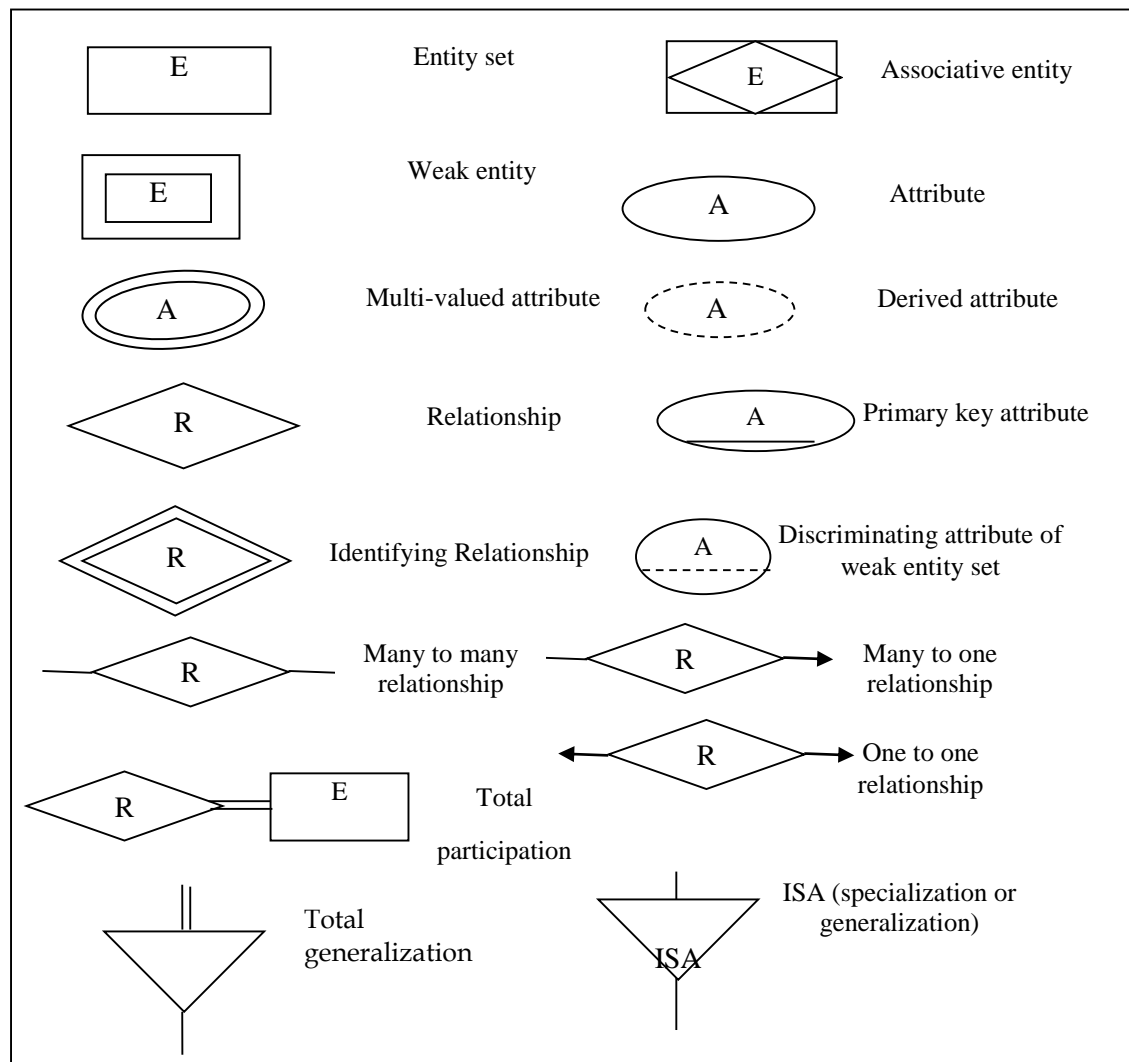 E
Entity set
E
Associative entity
E
Weak entity
A
Attribute
A
Multi-valued attribute
A
Derived attribute
R
Relationship
A
Primary key attribute
R
Identifying Relationship
A
Discriminating attribute of
weak entity set
R
Many to many
relationship
R
Many to one
relationship
R
One to one
relationship
R
E
Total
participation
Total
generalization
ISA
ISA (specialization or
generalization)